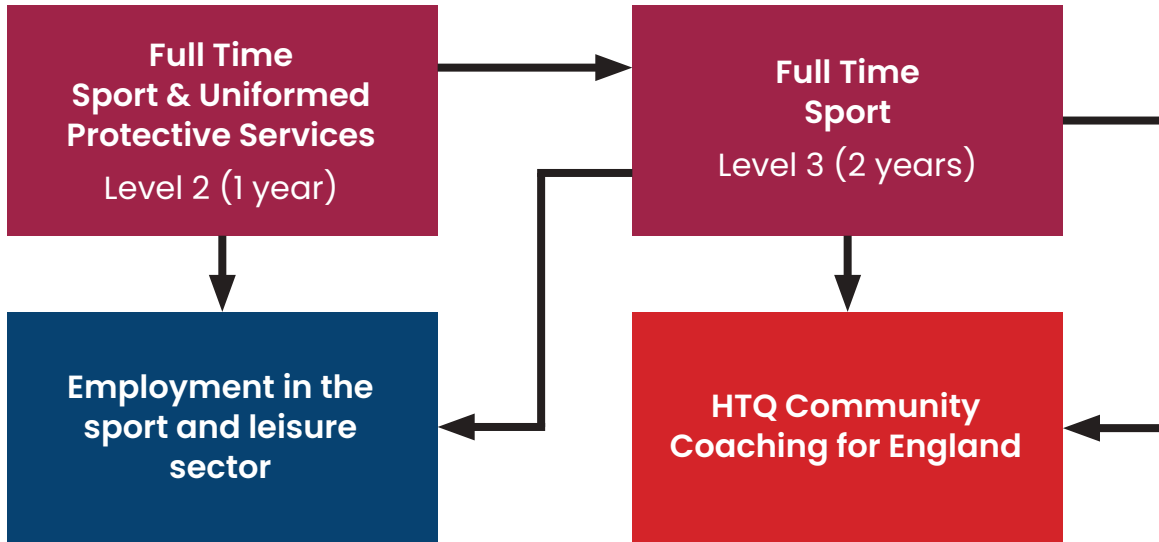 Full Time
Sport & Uniformed
Protective Services
Level 2 (1 year)
Full Time
Sport
Level 3 (2 years)
Employment in the
sport and leisure
sector
HTQ Community
Coaching for England